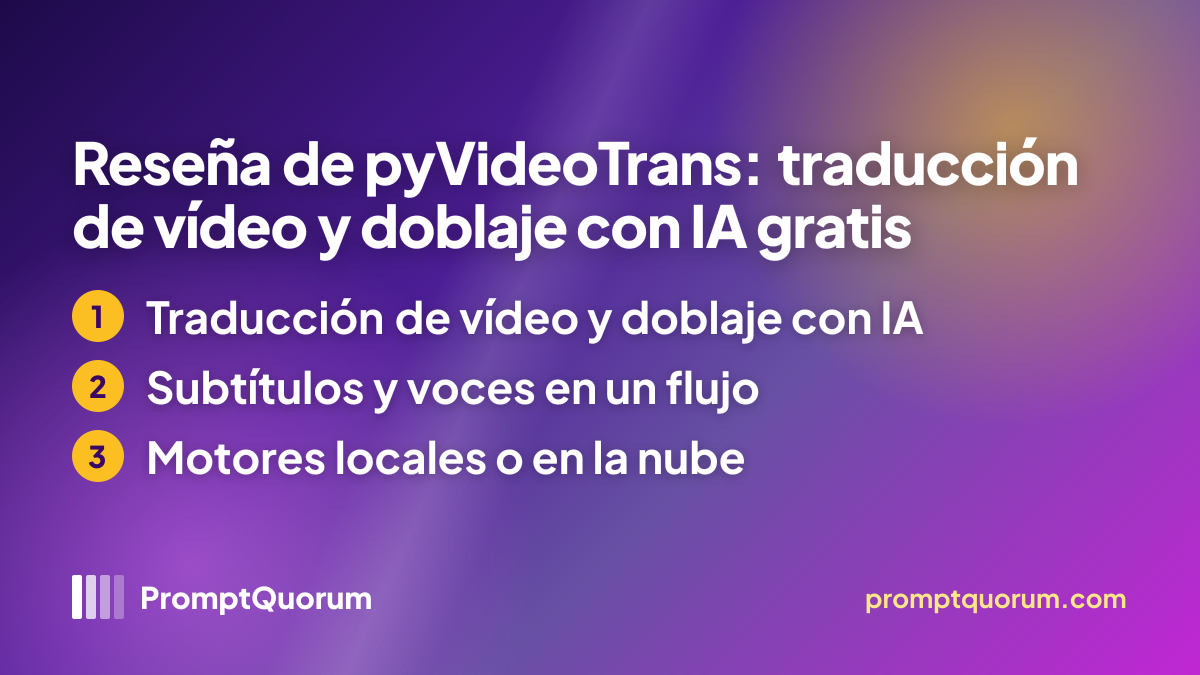 Reseña de pyVideoTrans: traducción
de vídeo y doblaje con IA gratis
1 Traducción de vídeo y doblaje con IA
2 Subtítulos y voces en un flujo
3 Motores locales o en la nube
PromptQuorum
promptquorum.com